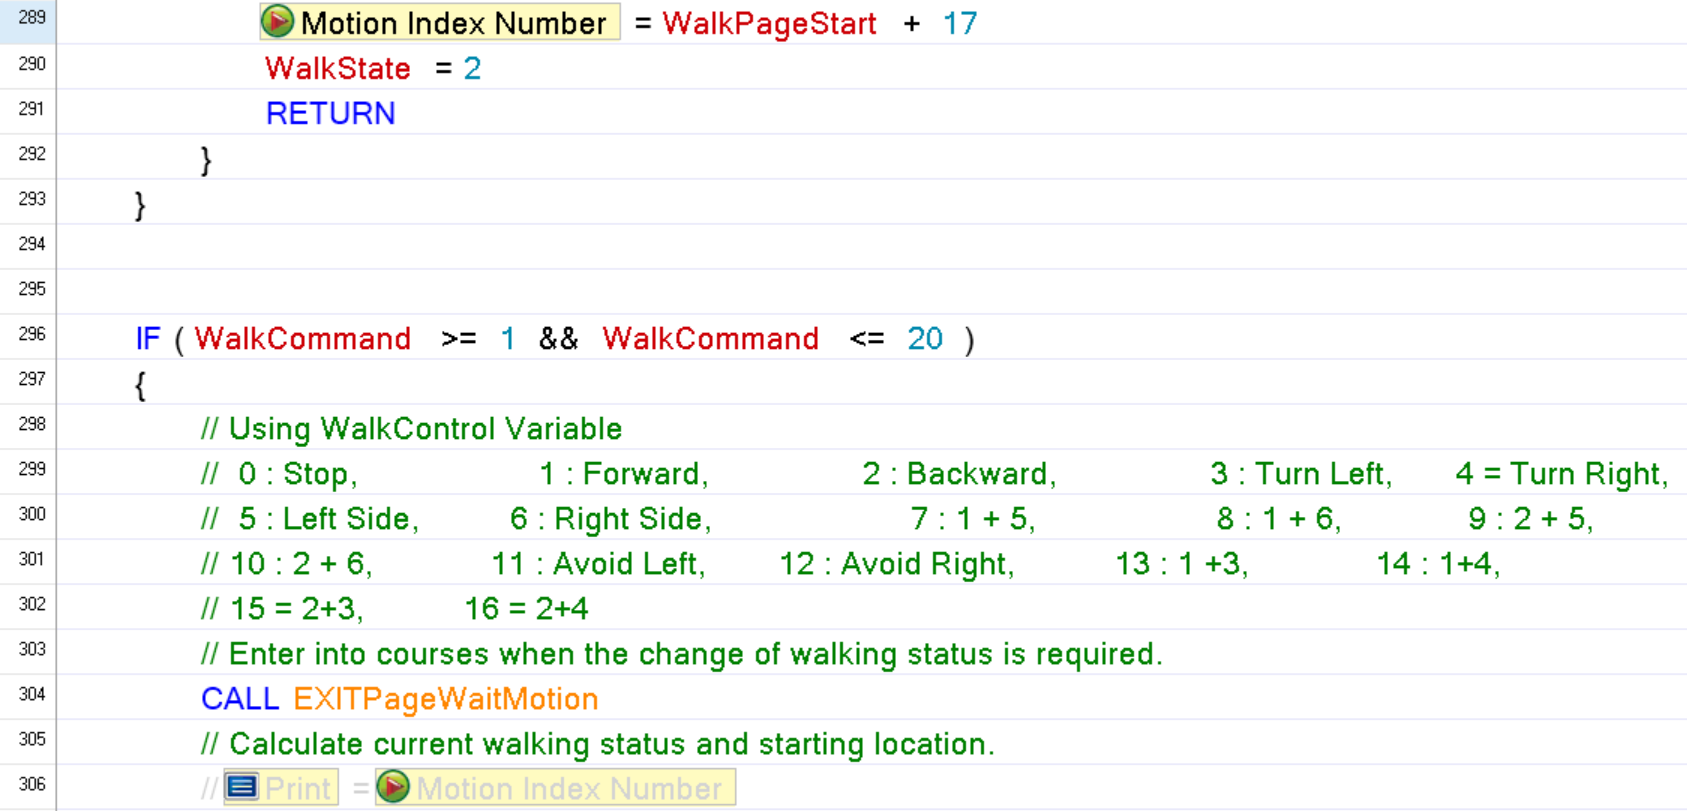 289 Motion Index Number = WalkPageStart + 17
290 WalkState = 2
291 RETURN
292 }
293 }
294
295
296 IF ( WalkCommand >= 1 && WalkCommand <= 20 )
297 {
298 // Using WalkControl Variable
299 // 0 : Stop, 1 : Forward, 2 : Backward, 3 : Turn Left, 4 = Turn Right,
300 // 5 : Left Side, 6 : Right Side, 7 : 1 + 5, 8 : 1 + 6, 9 : 2 + 5,
301 // 10 : 2 + 6, 11 : Avoid Left, 12 : Avoid Right, 13 : 1 +3, 14 : 1+4,
302 // 15 = 2+3, 16 = 2+4
303 // Enter into courses when the change of walking status is required.
304 CALL EXITPageWaitMotion
305 // Calculate current walking status and starting location.
306 // Print = Motion Index Number